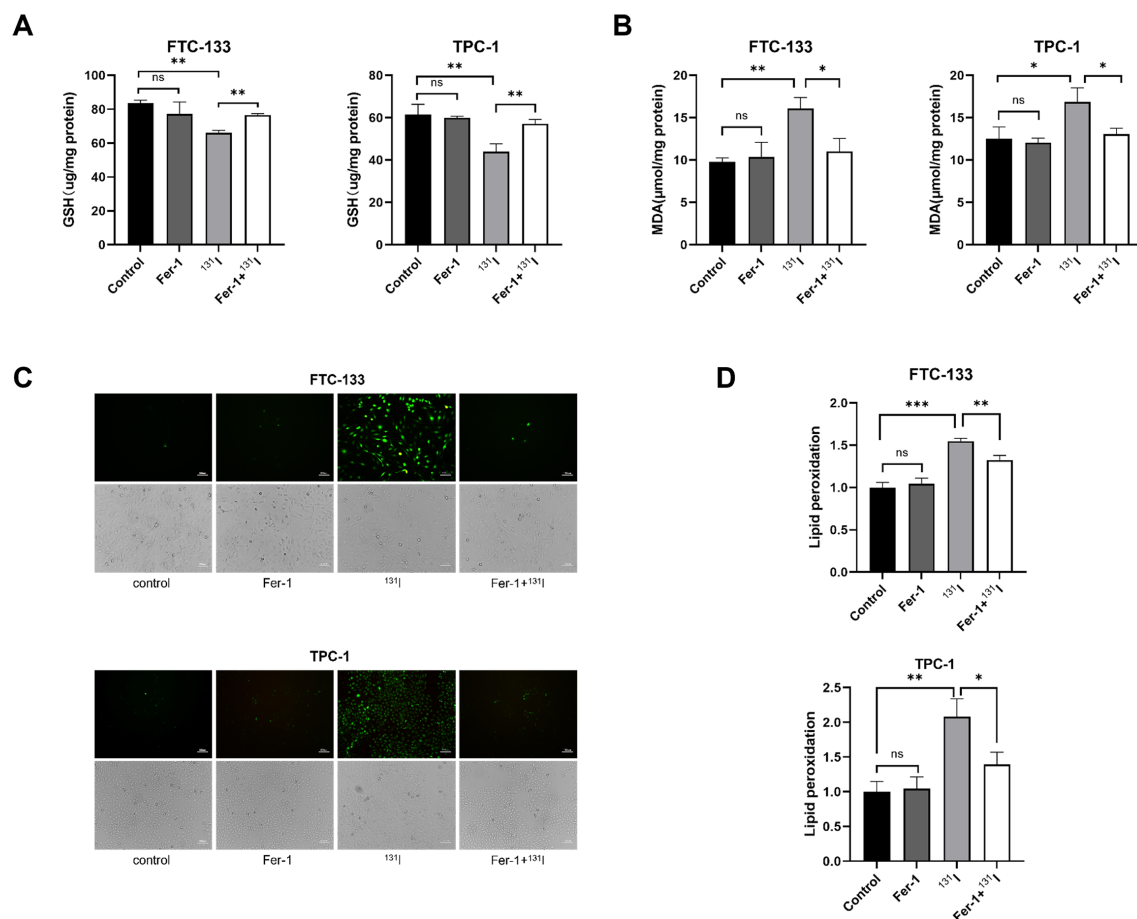 A
FTC-133
GSH(ug/mg protein)
100
80
60
40
20
0
**
ns
**
Control
Fer-1
¹³¹I
Fer-1+¹³¹I
TPC-1
GSH(ug/mg protein)
80
60
40
20
0
**
ns
**
Control
Fer-1
¹³¹I
Fer-1+¹³¹I
B
FTC-133
MDA(μmol/mg protein)
20
15
10
5
0
**
*
ns
Control
Fer-1
¹³¹I
Fer-1+¹³¹I
TPC-1
MDA(μmol/mg protein)
20
15
10
5
0
*
*
ns
Control
Fer-1
¹³¹I
Fer-1+¹³¹I
C
FTC-133
control
Fer-1
¹³¹I
Fer-1+¹³¹I
TPC-1
control
Fer-1
¹³¹I
Fer-1+¹³¹I
D
FTC-133
Lipid peroxidation
2.0
1.5
1.0
0.5
0.0
***
**
ns
Control
Fer-1
¹³¹I
Fer-1+¹³¹I
TPC-1
Lipid peroxidation
2.5
2.0
1.5
1.0
0.5
0.0
**
*
ns
Control
Fer-1
¹³¹I
Fer-1+¹³¹I